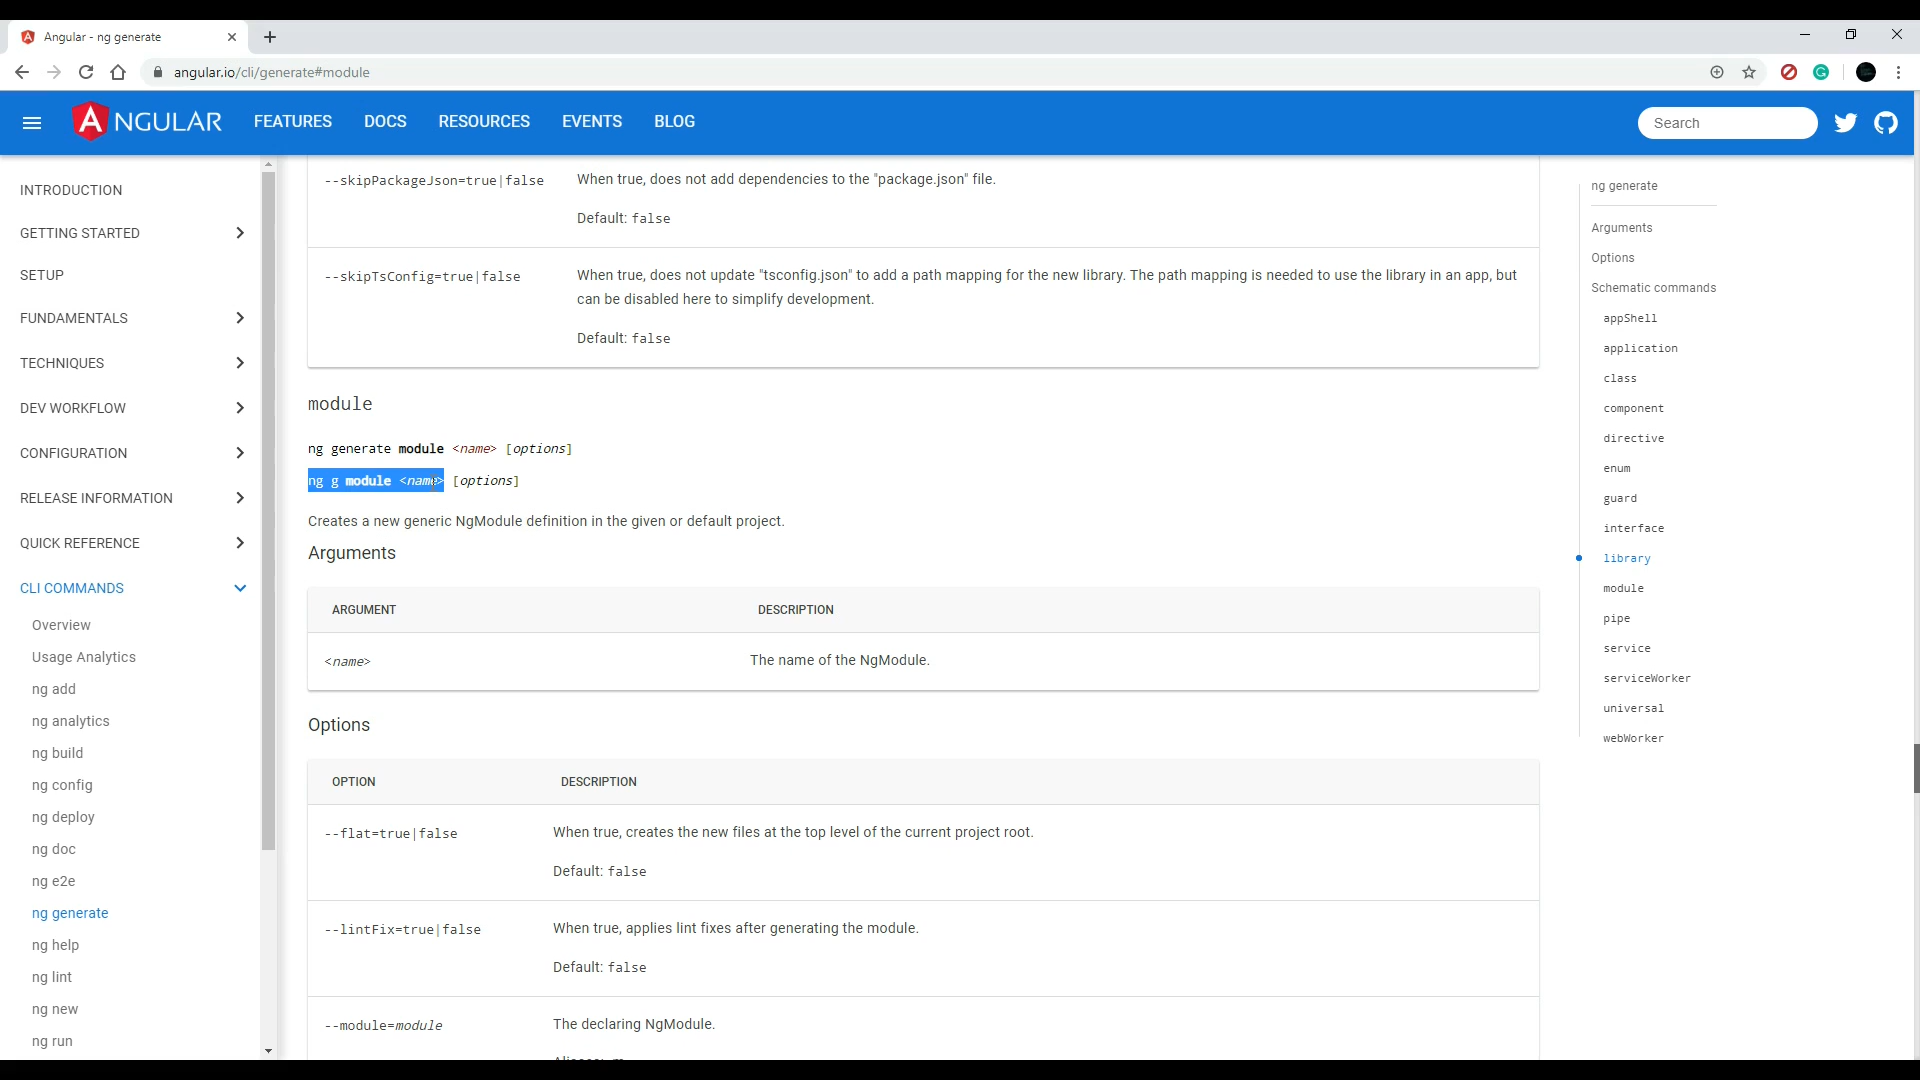 Angular - ng generate
angular.io/cli/generate#module
ANGULAR
FEATURES
DOCS
RESOURCES
EVENTS
BLOG
Search
INTRODUCTION
GETTING STARTED
SETUP
FUNDAMENTALS
TECHNIQUES
DEV WORKFLOW
CONFIGURATION
RELEASE INFORMATION
QUICK REFERENCE
CLI COMMANDS
Overview
Usage Analytics
ng add
ng analytics
ng build
ng config
ng deploy
ng doc
ng e2e
ng generate
ng help
ng lint
ng new
ng run
--skipPackageJson=true|false
When true, does not add dependencies to the "package.json" file.
Default: false
--skipTsConfig=true|false
When true, does not update "tsconfig.json" to add a path mapping for the new library. The path mapping is needed to use the library in an app, but
can be disabled here to simplify development.
Default: false
module
ng generate module <name> [options]
ng g module <name> [options]
Creates a new generic NgModule definition in the given or default project.
Arguments
ARGUMENT
DESCRIPTION
<name>
The name of the NgModule.
Options
OPTION
DESCRIPTION
--flat=true|false
When true, creates the new files at the top level of the current project root.
Default: false
--lintFix=true|false
When true, applies lint fixes after generating the module.
Default: false
--module=module
The declaring NgModule.
ng generate
Arguments
Options
Schematic commands
appShell
application
class
component
directive
enum
guard
interface
library
module
pipe
service
serviceWorker
universal
webWorker